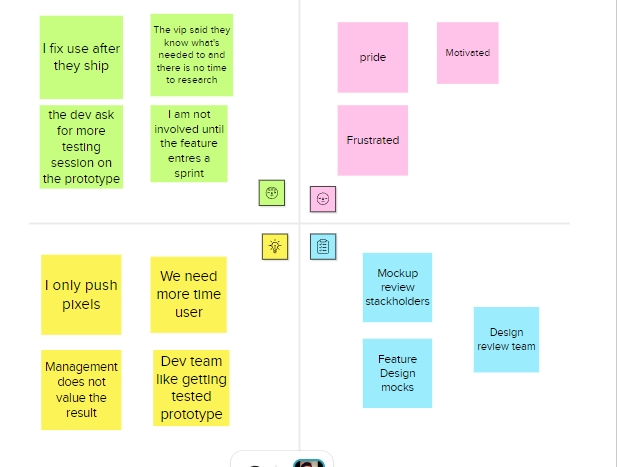 I fix use after
they ship
The vip said they
know what's
needed to and
there is no time
to research
the dev ask
for more
testing
session on
the prototype
I am not
involved until
the feature
entres a
sprint
pride
Motivated
Frustrated
I only push
pixels
We need
more time
user
Management
does not
value the
result
Dev team
like getting
tested
prototype
Mockup
review
stackholders
Design
review team
Feature
Design
mocks